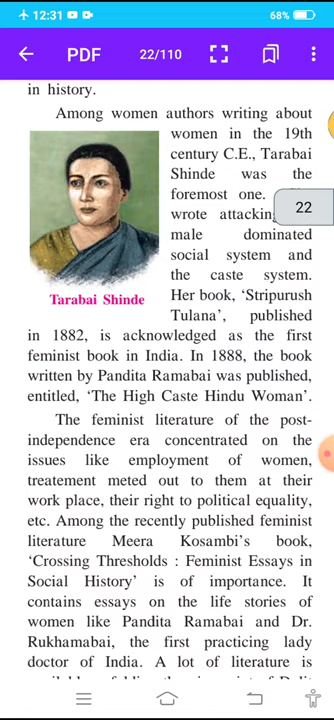 12:31
68%
PDF
22/110
in history.
Among women authors writing about
women in the 19th
century C.E., Tarabai
Shinde was the
foremost one.
22
wrote attacking
male dominated
social system and
the caste system.
Her book, ‘Stripurush
Tarabai Shinde
Tulana’, published
in 1882, is acknowledged as the first
feminist book in India. In 1888, the book
written by Pandita Ramabai was published,
entitled, ‘The High Caste Hindu Woman’.
The feminist literature of the post-
independence era concentrated on the
issues like employment of women,
treatement meted out to them at their
work place, their right to political equality,
etc. Among the recently published feminist
literature Meera Kosambi’s book,
‘Crossing Thresholds : Feminist Essays in
Social History’ is of importance. It
contains essays on the life stories of
women like Pandita Ramabai and Dr.
Rukhamabai, the first practicing lady
doctor of India. A lot of literature is